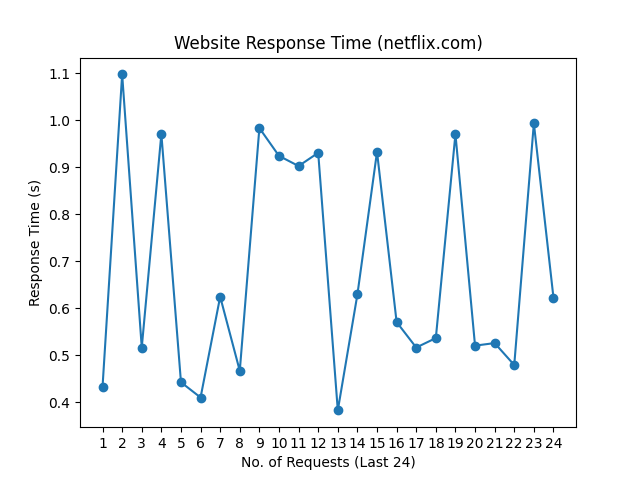 Website Response Time (netflix.com)
Response Time (s)
1.1
1.0
0.9
0.8
0.7
0.6
0.5
0.4
1 2 3 4 5 6 7 8 9 10 11 12 13 14 15 16 17 18 19 20 21 22 23 24
No. of Requests (Last 24)